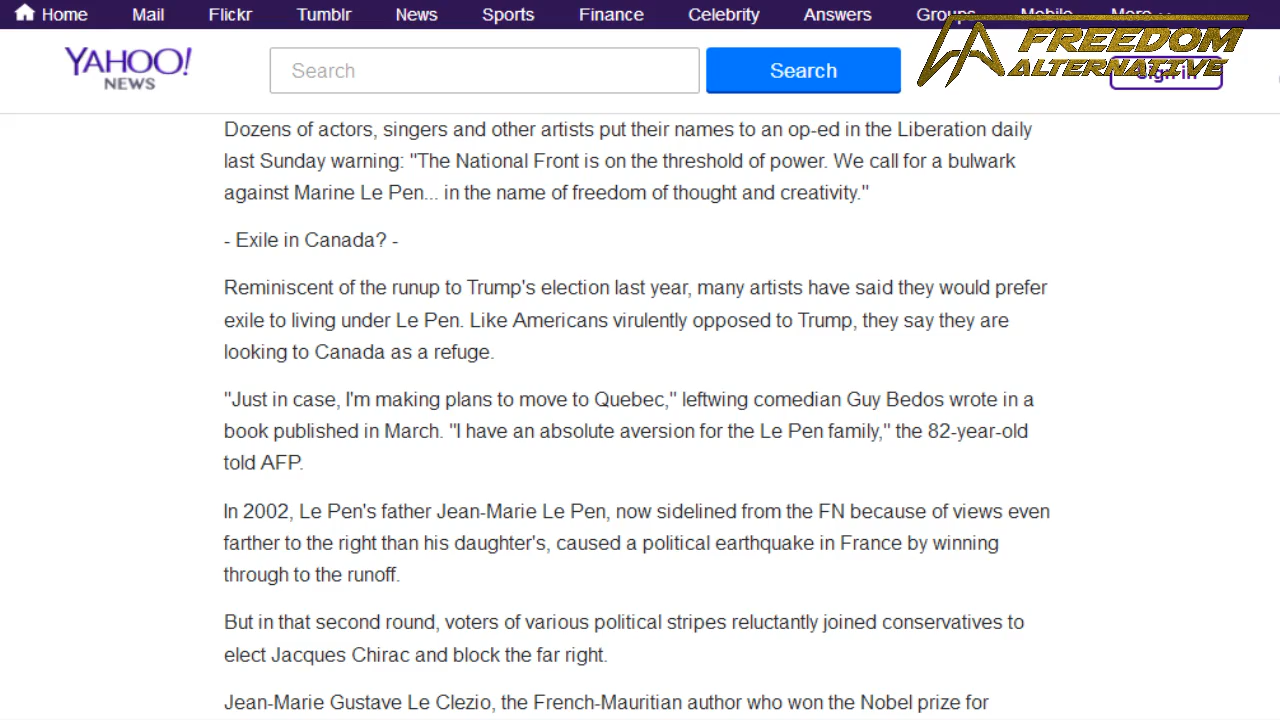 Home Mail Flickr Tumblr News Sports Finance Celebrity Answers Groups Mobile More
YAHOO!
NEWS
Search
Search
FREEDOM
ALTERNATIVE
Sign in
Dozens of actors, singers and other artists put their names to an op-ed in the Liberation daily
last Sunday warning: "The National Front is on the threshold of power. We call for a bulwark
against Marine Le Pen... in the name of freedom of thought and creativity."
- Exile in Canada? -
Reminiscent of the runup to Trump's election last year, many artists have said they would prefer
exile to living under Le Pen. Like Americans virulently opposed to Trump, they say they are
looking to Canada as a refuge.
"Just in case, I'm making plans to move to Quebec," leftwing comedian Guy Bedos wrote in a
book published in March. "I have an absolute aversion for the Le Pen family," the 82-year-old
told AFP.
In 2002, Le Pen's father Jean-Marie Le Pen, now sidelined from the FN because of views even
farther to the right than his daughter's, caused a political earthquake in France by winning
through to the runoff.
But in that second round, voters of various political stripes reluctantly joined conservatives to
elect Jacques Chirac and block the far right.
Jean-Marie Gustave Le Clezio, the French-Mauritian author who won the Nobel prize for